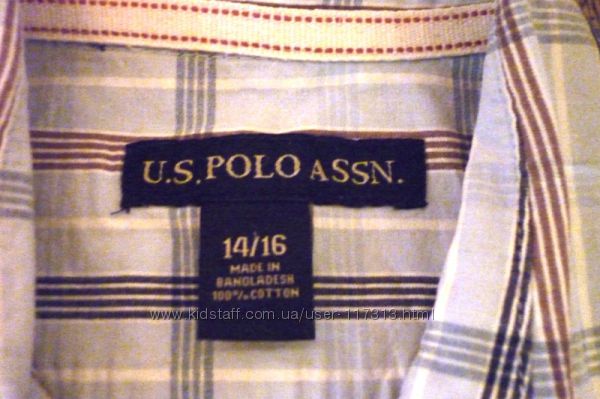 U.S. POLO ASSN.
14/16
MADE IN
BANGLADESH
100% COTTON
www.kidstaff.com.ua/user-117313.html